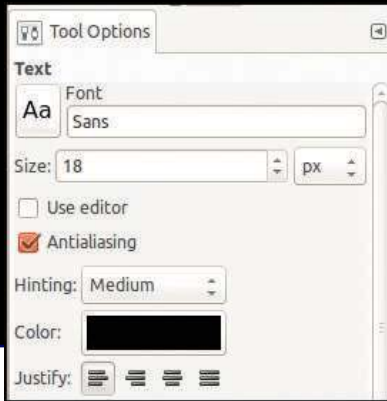 Tool Options
Text
Aa
Font
Sans
Size: 18 px
Use editor
Antialiasing
Hinting: Medium
Color:
Justify: